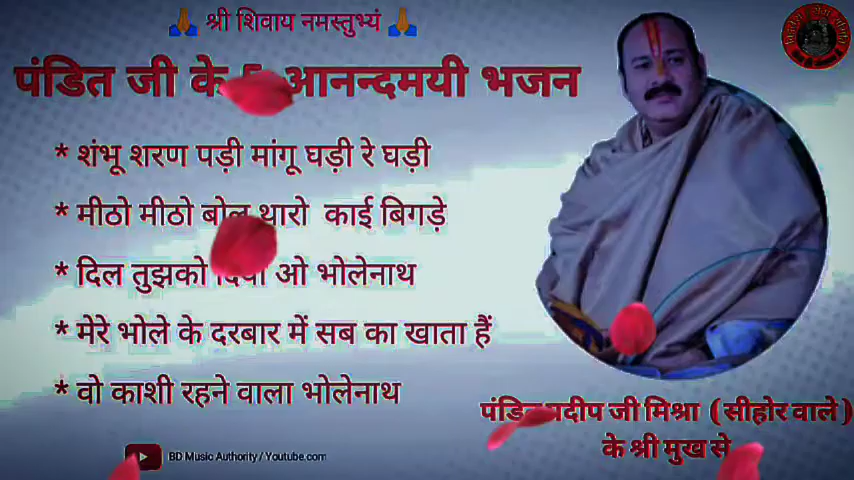 🙏 श्री शिवाय नमस्तुभ्यं 🙏
पंडित जी के 5 आनन्दमयी भजन
* शंभू शरण पड़ी मांगू घड़ी रे घड़ी
* मीठो मीठो बोल थारो काई बिगड़े
* दिल तुझको दिया ओ भोलेनाथ
* मेरे भोले के दरबार में सब का खाता हैं
* वो काशी रहने वाला भोलेनाथ
पंडित प्रदीप जी मिश्रा (सीहोर वाले)
के श्री मुख से
BD Music Authority / Youtube.com